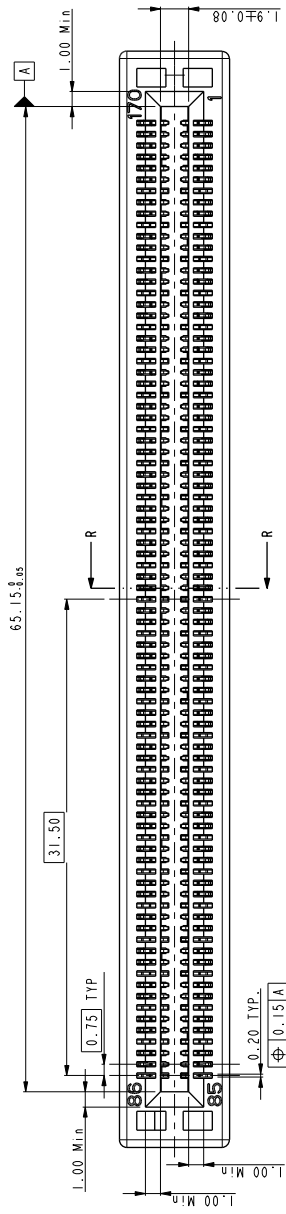 1.9±0.08
A
1.00 Min
170
1
65.15 0 -0.05
R
R
31.50
0.75 TYP
0.20 TYP.
⌖ 0.15 A
86
85
1.00 Min
1.00 Min
1.00 Min